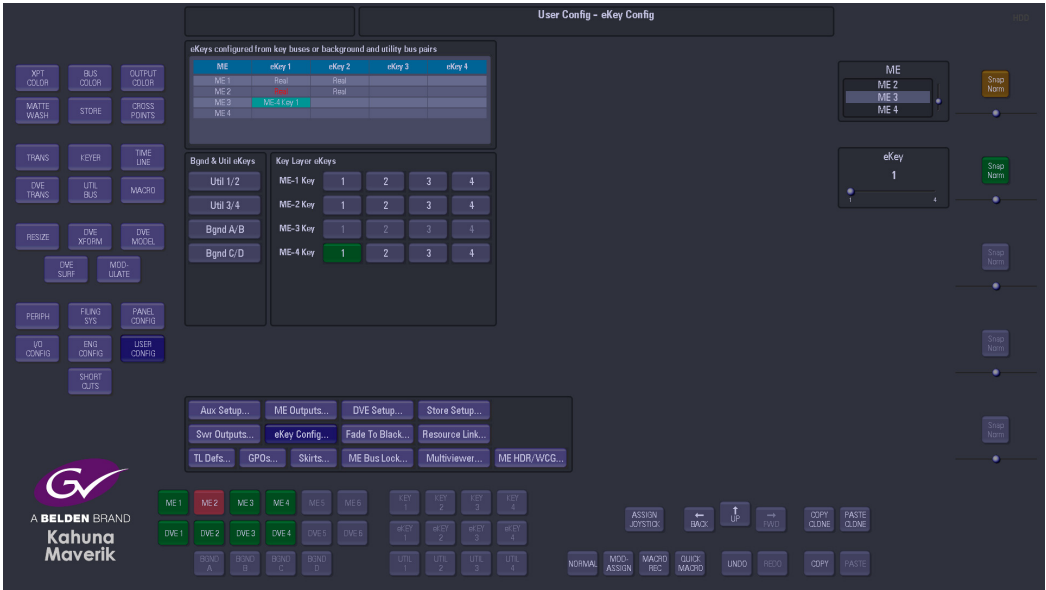 User Config - eKey Config
HDD
eKeys configured from key buses or background and utility bus pairs
ME eKey 1 eKey 2 eKey 3 eKey 4
ME 1 Real Real
ME 2 Real Real
ME 3 ME-4 Key 1
ME 4
XPT COLOR
BUS COLOR
OUTPUT COLOR
MATTE WASH
STORE
CROSS POINTS
TRANS
KEYER
TIME LINE
DVE TRANS
UTIL BUS
MACRO
RESIZE
DVE XFORM
DVE MODEL
DVE SURF
MOD-ULATE
PERIPH
FILING SYS
PANEL CONFIG
I/O CONFIG
ENG CONFIG
USER CONFIG
SHORT CUTS
Bgnd & Util eKeys
Util 1/2
Util 3/4
Bgnd A/B
Bgnd C/D
Key Layer eKeys
ME-1 Key 1 2 3 4
ME-2 Key 1 2 3 4
ME-3 Key 1 2 3 4
ME-4 Key 1 2 3 4
ME
ME 2
ME 3
ME 4
Snap Norm
eKey
1
1 4
Snap Norm
Snap Norm
Snap Norm
Snap Norm
Aux Setup... ME Outputs... DVE Setup... Store Setup...
Swr Outputs... eKey Config... Fade To Black... Resource Link...
TL Defs... GPOs... Skirts... ME Bus Lock... Multiviewer... ME HDR/WCG...
GV
A BELDEN BRAND
Kahuna
Maverik
ME 1 ME 2 ME 3 ME 4 ME 5 ME 6
DVE 1 DVE 2 DVE 3 DVE 4 DVE 5 DVE 6
BGND A BGND B BGND C BGND D
KEY 1 KEY 2 KEY 3 KEY 4
eKEY 1 eKEY 2 eKEY 3 eKEY 4
UTIL 1 UTIL 2 UTIL 3 UTIL 4
ASSIGN JOYSTICK
← BACK
↑ UP
→ FWD
COPY CLONE
PASTE CLONE
NORMAL
MOD-ASSIGN
MACRO REC
QUICK MACRO
UNDO
REDO
COPY
PASTE